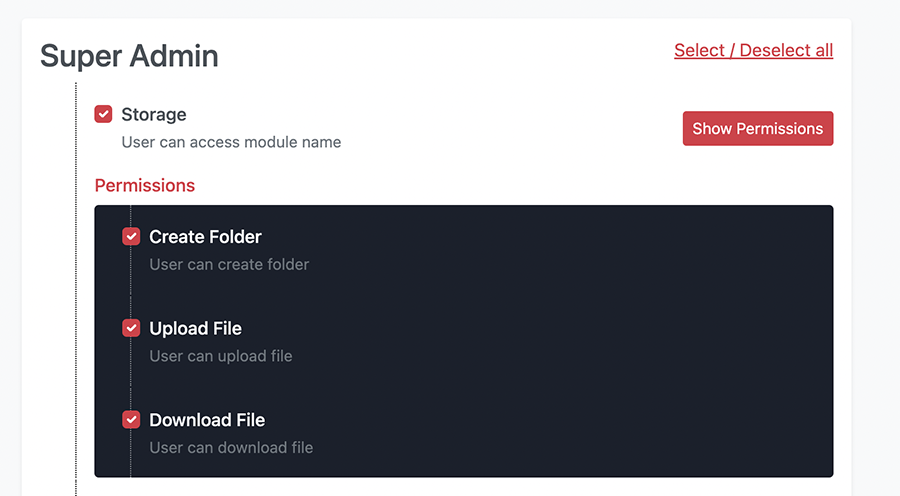 Super Admin
Select / Deselect all
Storage
User can access module name
Show Permissions
Permissions
Create Folder
User can create folder
Upload File
User can upload file
Download File
User can download file